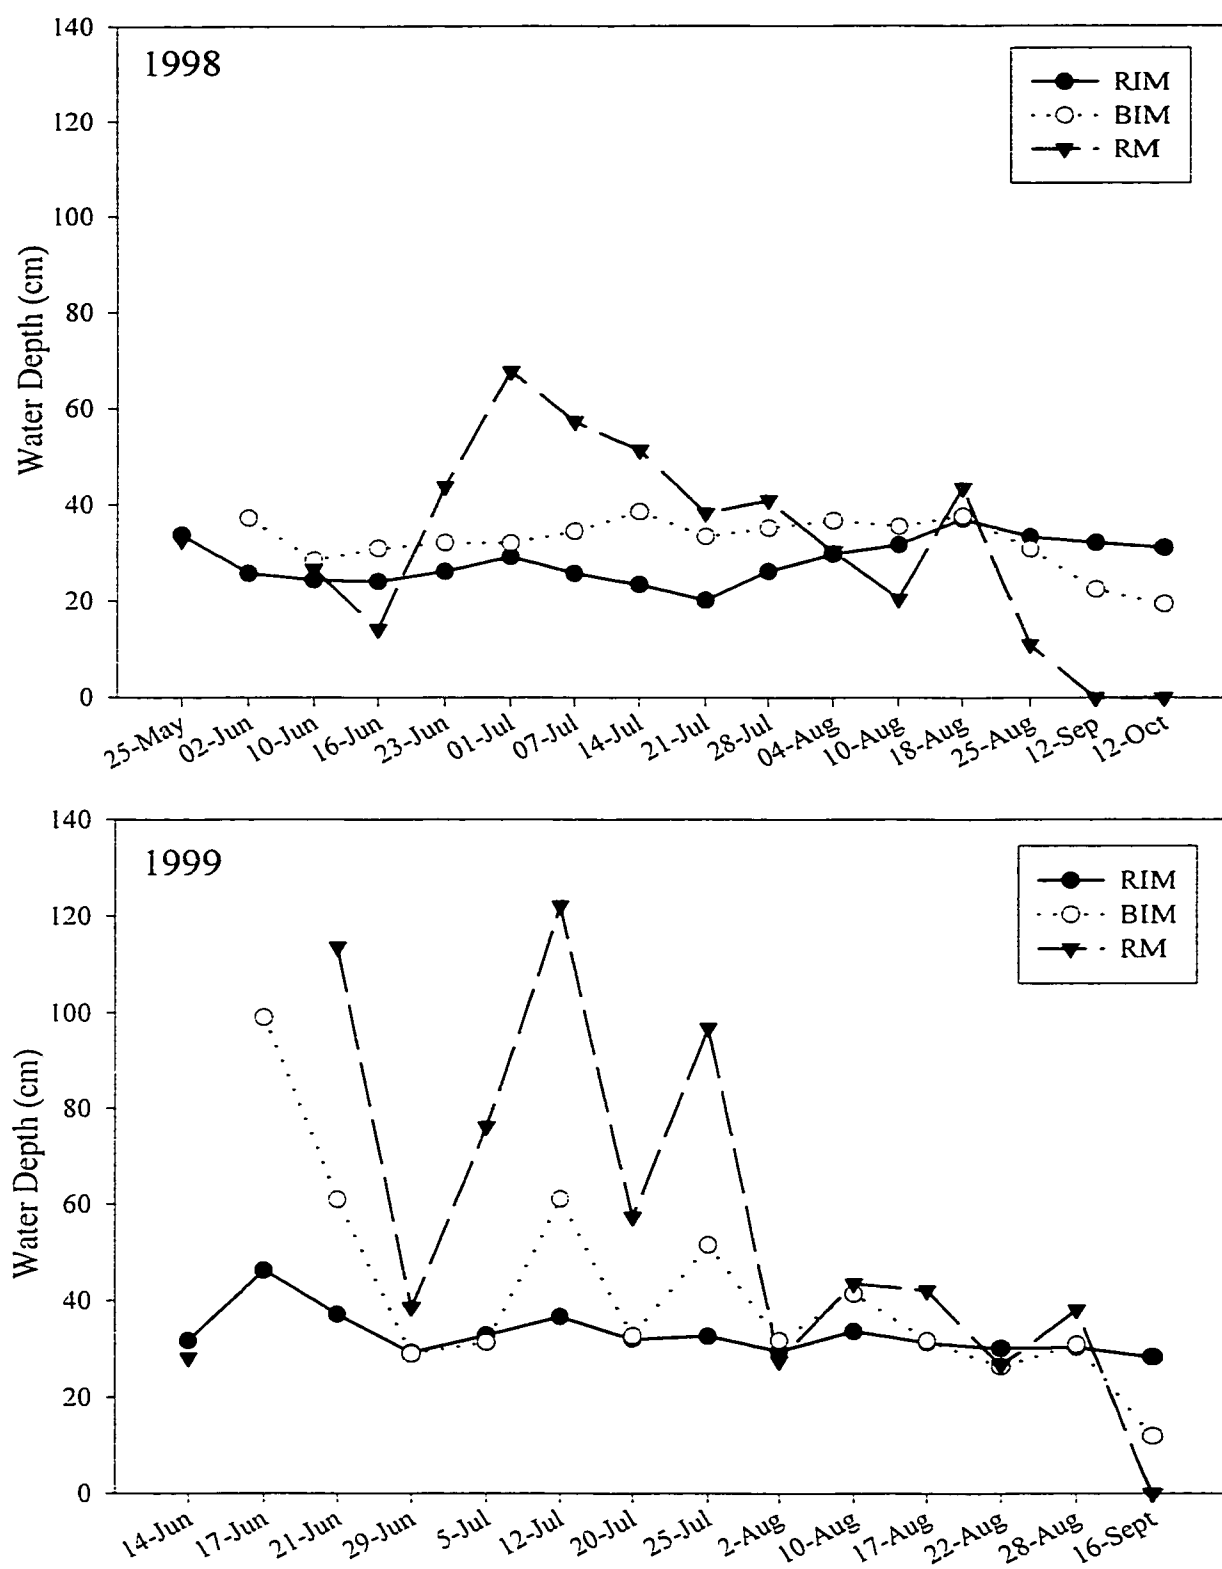 140
1998
RIM
BIM
RM
120
100
80
60
40
20
0
Water Depth (cm)
25-May
02-Jun
10-Jun
16-Jun
23-Jun
01-Jul
07-Jul
14-Jul
21-Jul
28-Jul
04-Aug
10-Aug
18-Aug
25-Aug
12-Sep
12-Oct
140
1999
RIM
BIM
RM
120
100
80
60
40
20
0
Water Depth (cm)
14-Jun
17-Jun
21-Jun
29-Jun
5-Jul
12-Jul
20-Jul
25-Jul
2-Aug
10-Aug
17-Aug
22-Aug
28-Aug
16-Sept